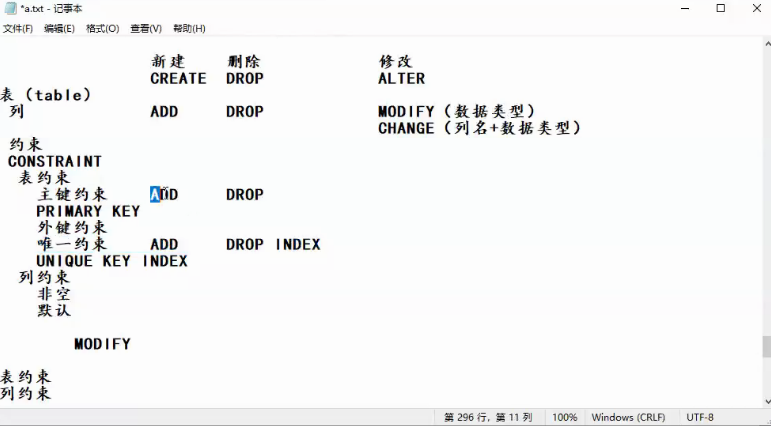 *a.txt - 记事本
文件(F) 编辑(E) 格式(O) 查看(V) 帮助(H)
新建 删除 修改
CREATE DROP ALTER
表（table）
列 ADD DROP MODIFY（数据类型）
CHANGE（列名+数据类型）
约束
CONSTRAINT
表约束
主键约束 ADD DROP
PRIMARY KEY
外键约束
唯一约束 ADD DROP INDEX
UNIQUE KEY INDEX
列约束
非空
默认
MODIFY
表约束
列约束
第 296 行，第 11 列 100% Windows (CRLF) UTF-8